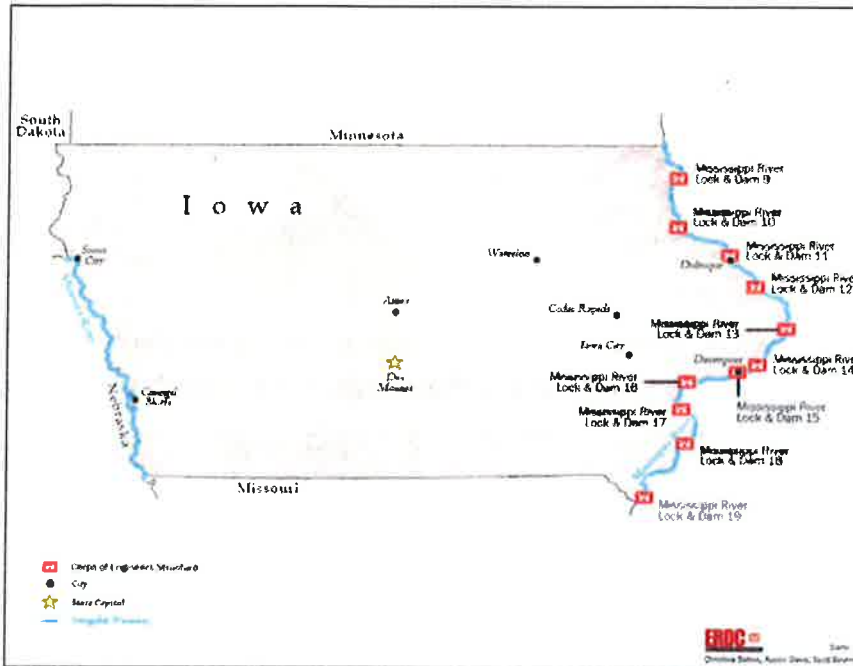 South
Dakota
Minnesota
Iowa
Mississippi River
Lock & Dam 9
Mississippi River
Lock & Dam 10
Mississippi River
Lock & Dam 11
Dubuque
Mississippi River
Lock & Dam 12
Sioux
City
Waterloo
Ames
Cedar Rapids
Mississippi River
Lock & Dam 13
Iowa City
Des
Moines
Davenport
Mississippi River
Lock & Dam 14
Mississippi River
Lock & Dam 16
Mississippi River
Lock & Dam 15
Council
Bluffs
Nebraska
Mississippi River
Lock & Dam 17
Mississippi River
Lock & Dam 18
Missouri
Mississippi River
Lock & Dam 19
Corps of Engineers Structure
City
State Capital
ERDC